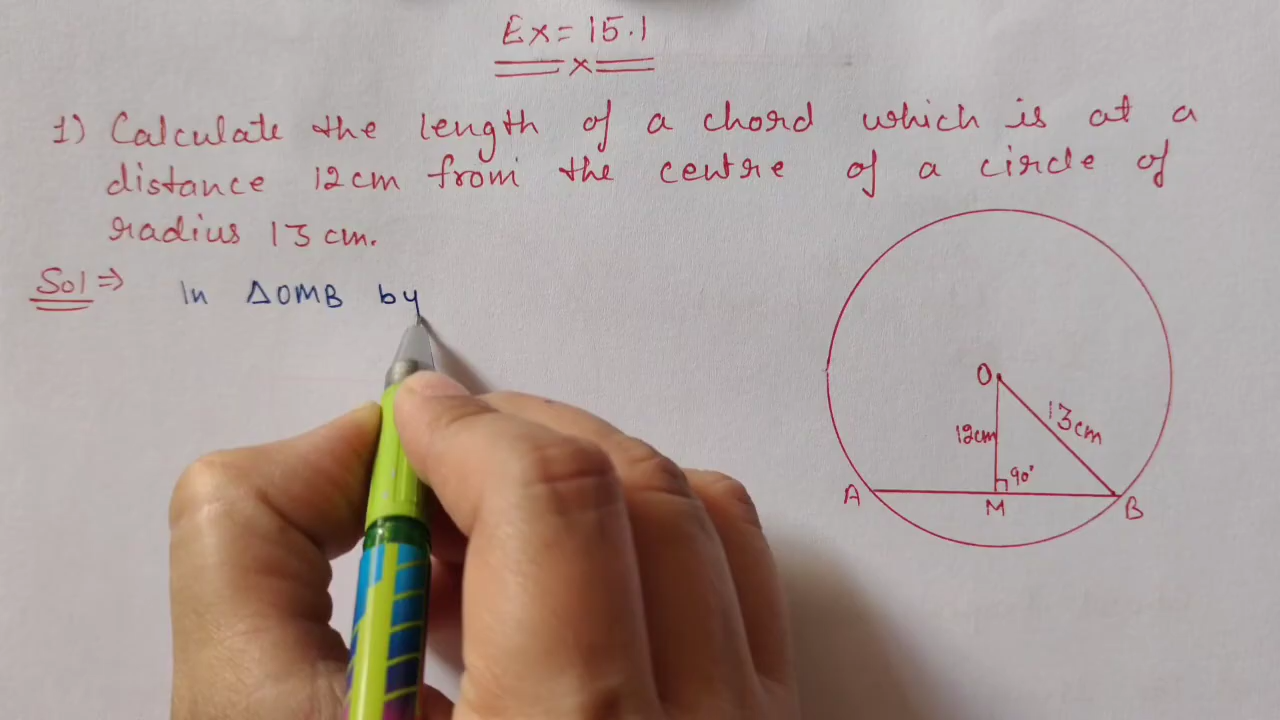 Ex = 15.1
1) Calculate the length of a chord which is at a
distance 12cm from the centre of a circle of
radius 13 cm.
Sol ⇒ In ΔOMB by
O
12cm
13cm
90°
A
M
B